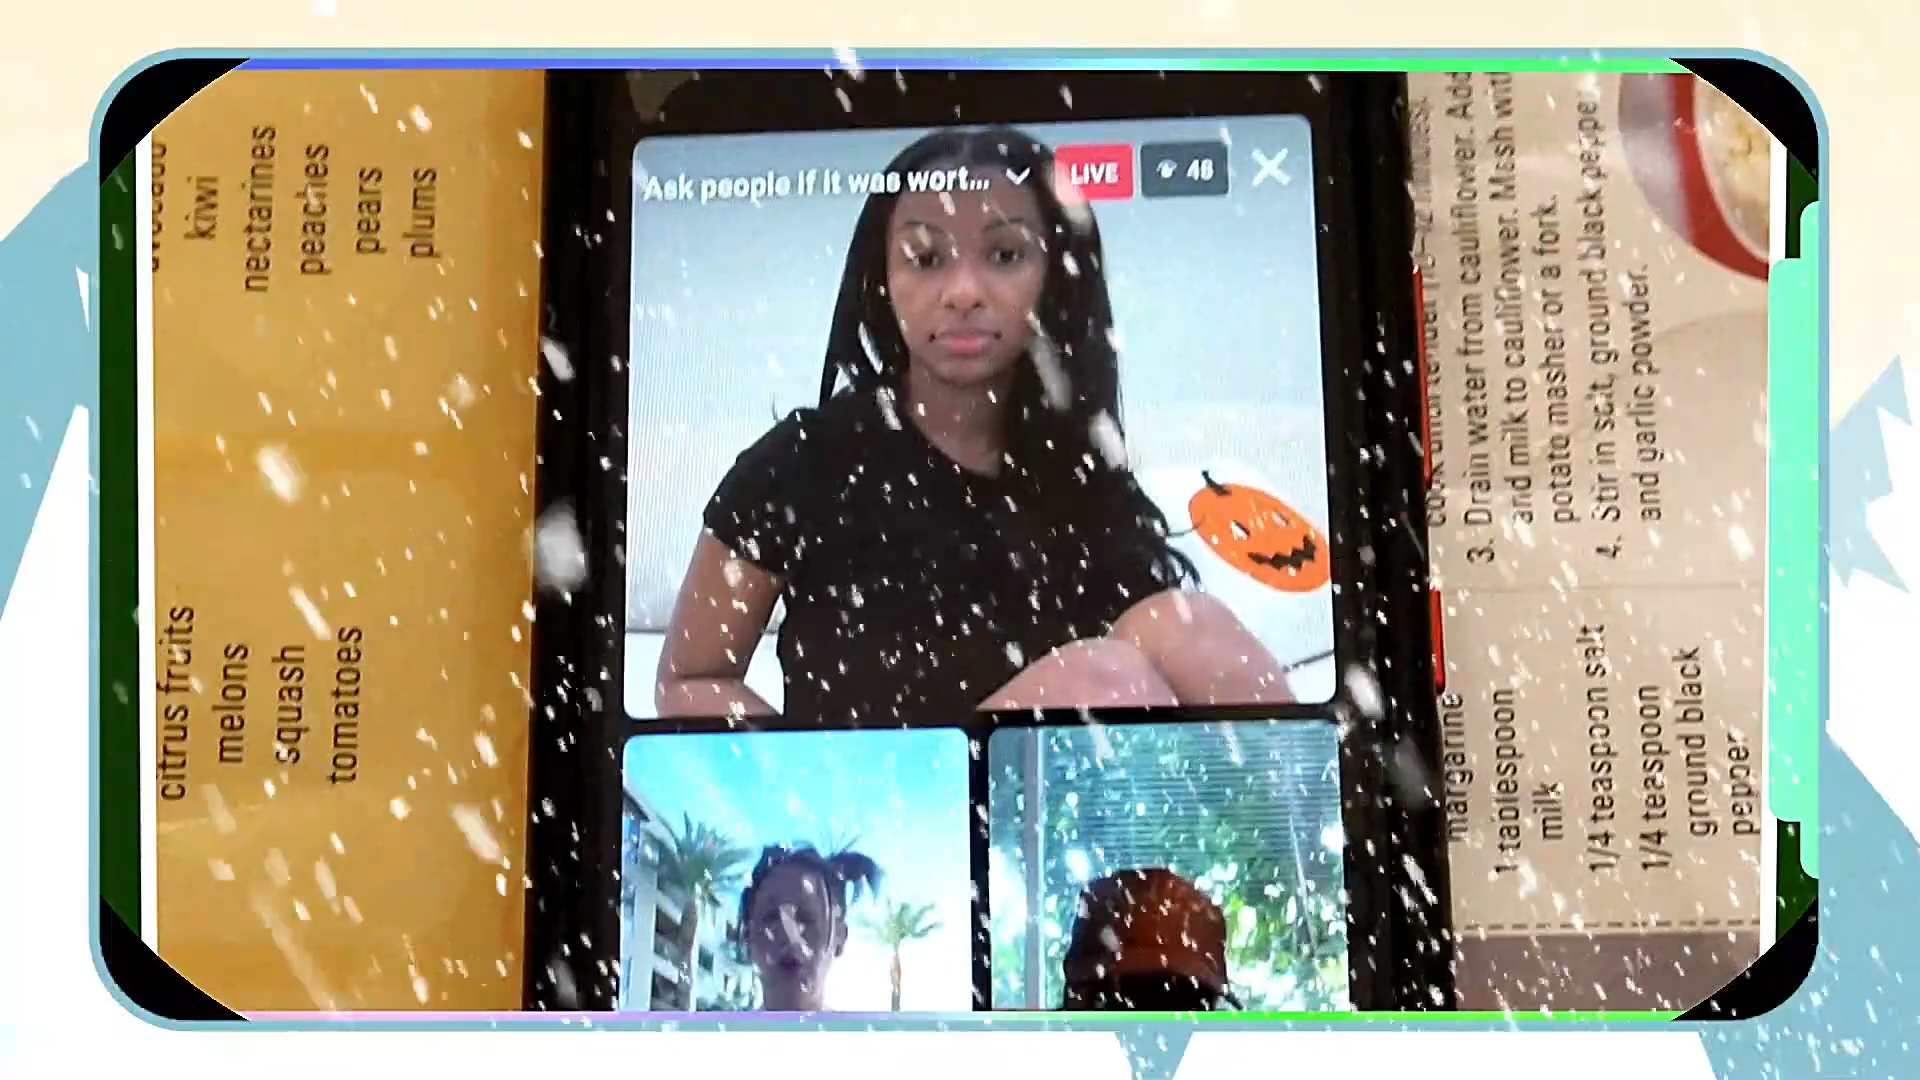 Ask people if it was wort...
LIVE
46
kiwi
nectarines
peaches
pears
plums
citrus fruits
melons
squash
tomatoes
3. Drain water from cauliflower. Add
and milk to cauliflower. Mash with
potato masher or a fork.
4. Stir in salt, ground black pepper
and garlic powder.
margarine
1 tablespoon
milk
1/4 teaspoon salt
1/4 teaspoon
ground black
pepper